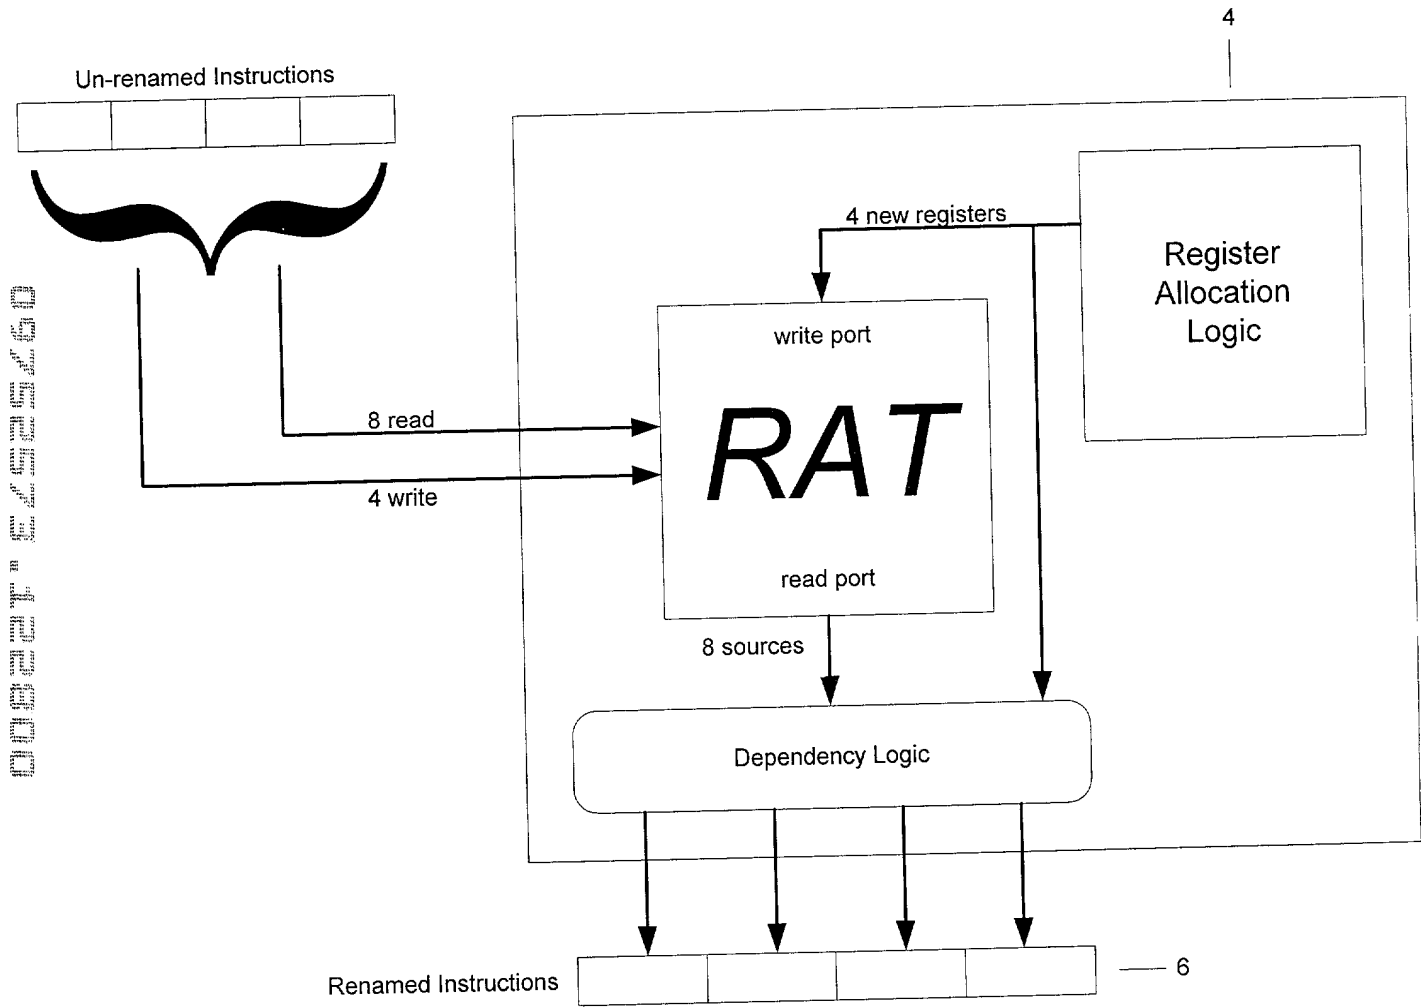 4
Un-renamed Instructions
4 new registers
Register
Allocation
Logic
write port
8 read
RAT
4 write
read port
8 sources
Dependency Logic
Renamed Instructions
6